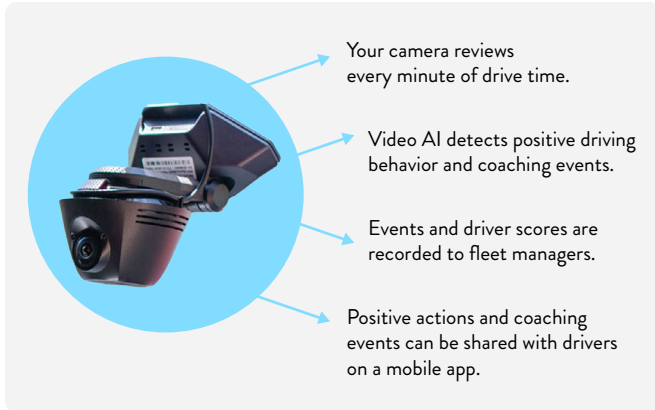 Your camera reviews
every minute of drive time.
Video AI detects positive driving
behavior and coaching events.
Events and driver scores are
recorded to fleet managers.
Positive actions and coaching
events can be shared with drivers
on a mobile app.